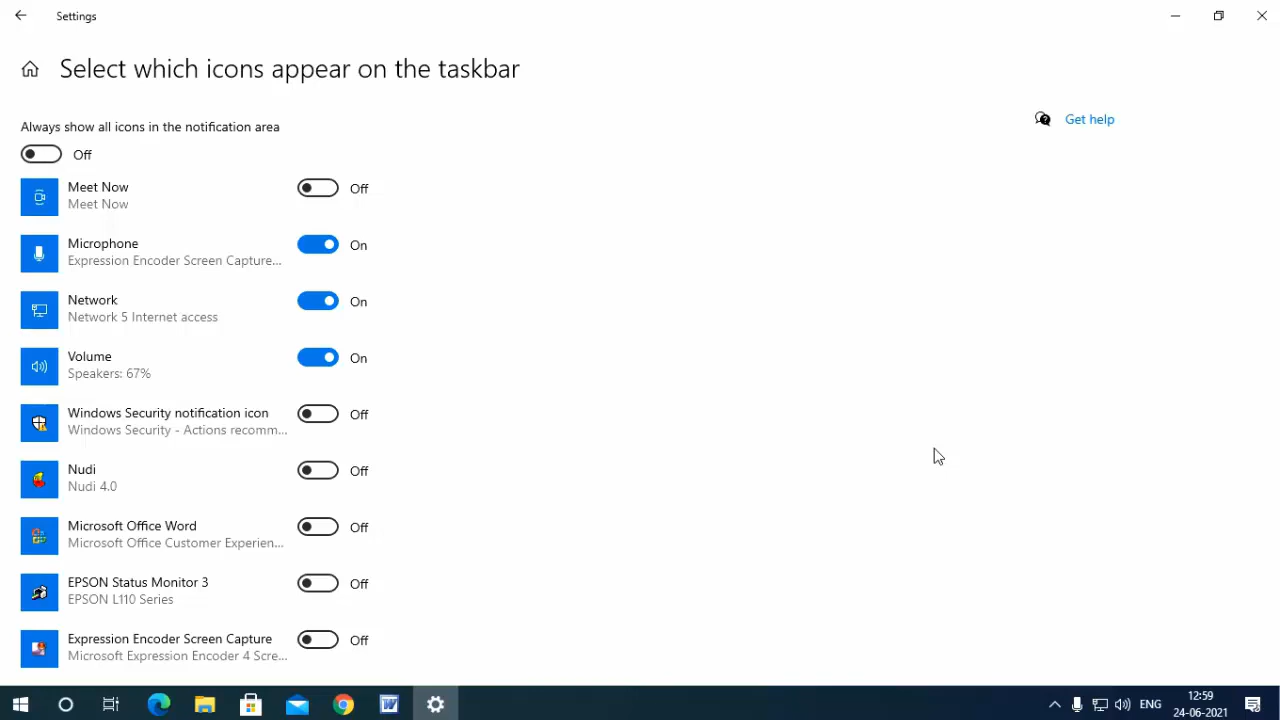 Settings
Select which icons appear on the taskbar
Always show all icons in the notification area
Get help
Off
Meet Now
Meet Now
Off
Microphone
Expression Encoder Screen Capture...
On
Network
Network 5 Internet access
On
Volume
Speakers: 67%
On
Windows Security notification icon
Windows Security - Actions recomm...
Off
Nudi
Nudi 4.0
Off
Microsoft Office Word
Microsoft Office Customer Experien...
Off
EPSON Status Monitor 3
EPSON L110 Series
Off
Expression Encoder Screen Capture
Microsoft Expression Encoder 4 Scre...
Off
ENG
12:59
24-06-2021